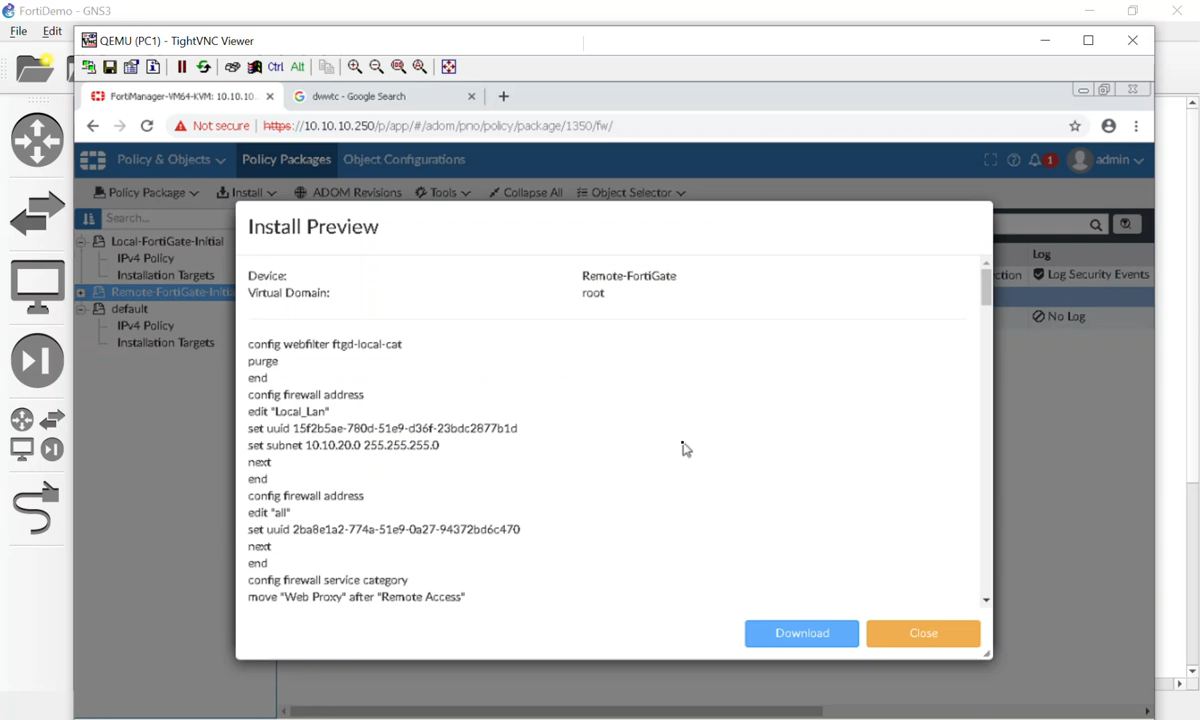 FortiDemo - GNS3
File Edit
QEMU (PC1) - TightVNC Viewer
Ctrl Alt
FortiManager-VM64-KVM: 10.10.10.
dwwtc - Google Search
Not secure https://10.10.10.250/p/app/#/adom/pno/policy/package/1350/fw/
Policy & Objects Policy Packages Object Configurations 1 admin
Policy Package Install ADOM Revisions Tools Collapse All Object Selector
Search...
Local-FortiGate-Initial
IPv4 Policy
Installation Targets
Remote-FortiGate-Initia
default
IPv4 Policy
Installation Targets
Log
ction Log Security Events
No Log
Install Preview
Device: Remote-FortiGate
Virtual Domain: root
config webfilter ftgd-local-cat
purge
end
config firewall address
edit "Local_Lan"
set uuid 15f2b5ae-780d-51e9-d36f-23bdc2877b1d
set subnet 10.10.20.0 255.255.255.0
next
end
config firewall address
edit "all"
set uuid 2ba8e1a2-774a-51e9-0a27-94372bd6c470
next
end
config firewall service category
move "Web Proxy" after "Remote Access"
Download Close